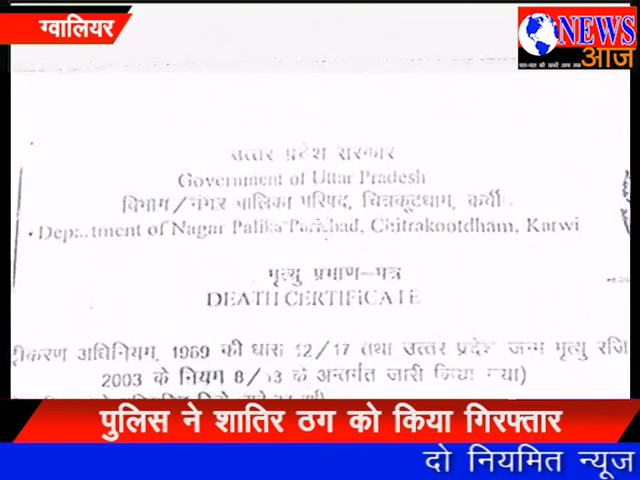 ग्वालियर
NEWS
आज
उत्तर प्रदेश सरकार
Government of Uttar Pradesh
विभाग/नगर पालिका परिषद, चित्रकूटधाम, कर्वी
Department of Nagar Palika Parishad, Chitrakootdham, Karwi
मृत्यु प्रमाण-पत्र
DEATH CERTIFICATE
अधिनियम, 1969 की धारा 12/17 तथा उत्तर प्रदेश जन्म मृत्यु रजि
2003 के नियम 8/13 के अन्तर्गत जारी किया गया)
पुलिस ने शातिर ठग को किया गिरफ्तार
दो नियमित न्यूज